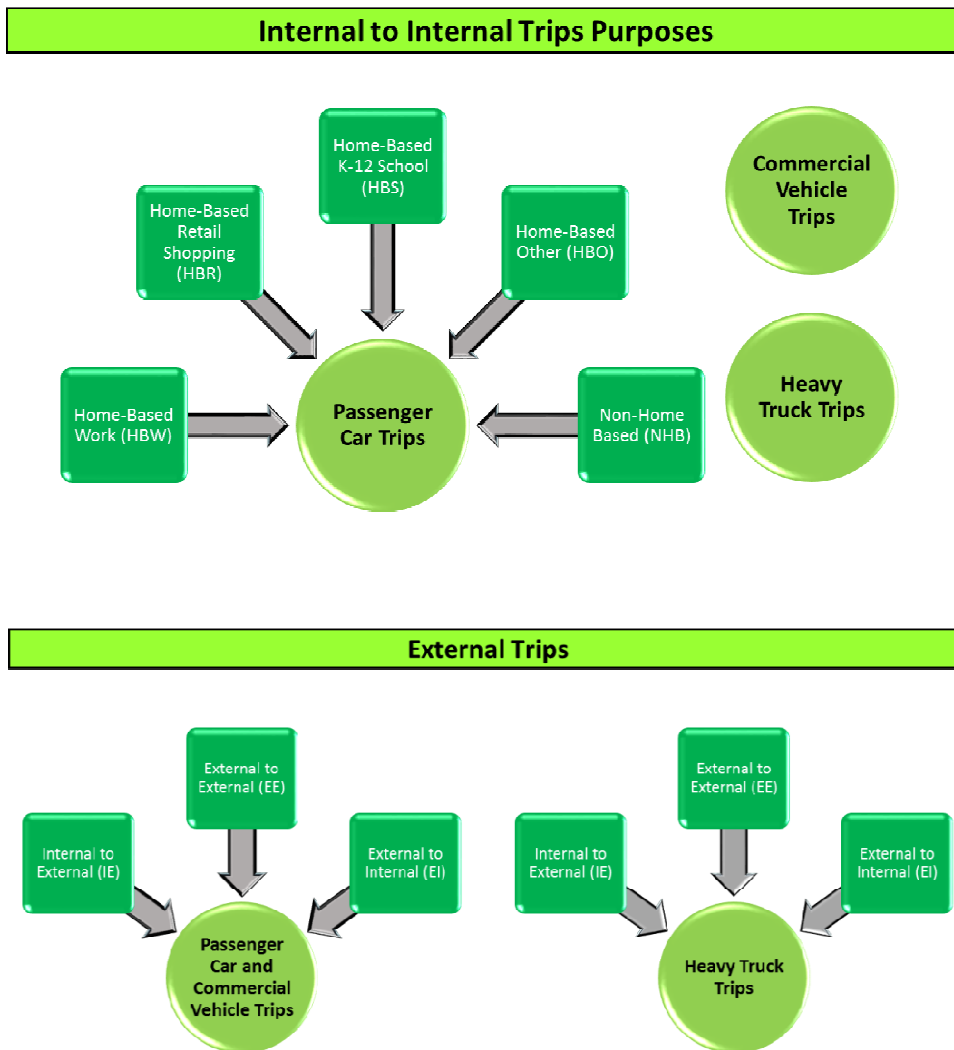 Internal to Internal Trips Purposes
Home-Based
K-12 School
(HBS)
Commercial
Vehicle
Trips
Home-Based
Retail
Shopping
(HBR)
Home-Based
Other (HBO)
Heavy
Truck Trips
Home-Based
Work (HBW)
Passenger
Car Trips
Non-Home
Based (NHB)
External Trips
External to
External (EE)
Internal to
External (IE)
External to
Internal (EI)
Passenger
Car and
Commercial
Vehicle Trips
External to
External (EE)
Internal to
External (IE)
External to
Internal (EI)
Heavy Truck
Trips